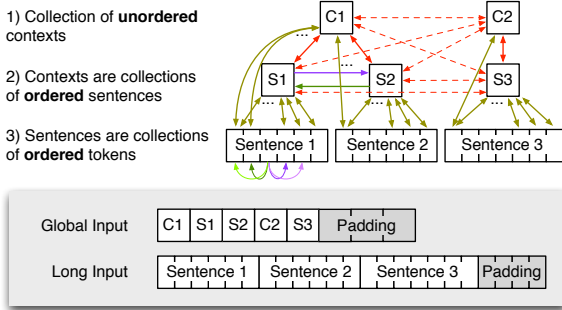 1) Collection of unordered
contexts
2) Contexts are collections
of ordered sentences
3) Sentences are collections
of ordered tokens
C1
C2
...
...
S1
S2
S3
...
...
...
Sentence 1
Sentence 2
Sentence 3
Global Input
C1 S1 S2 C2 S3 Padding
Long Input
Sentence 1 Sentence 2 Sentence 3 Padding